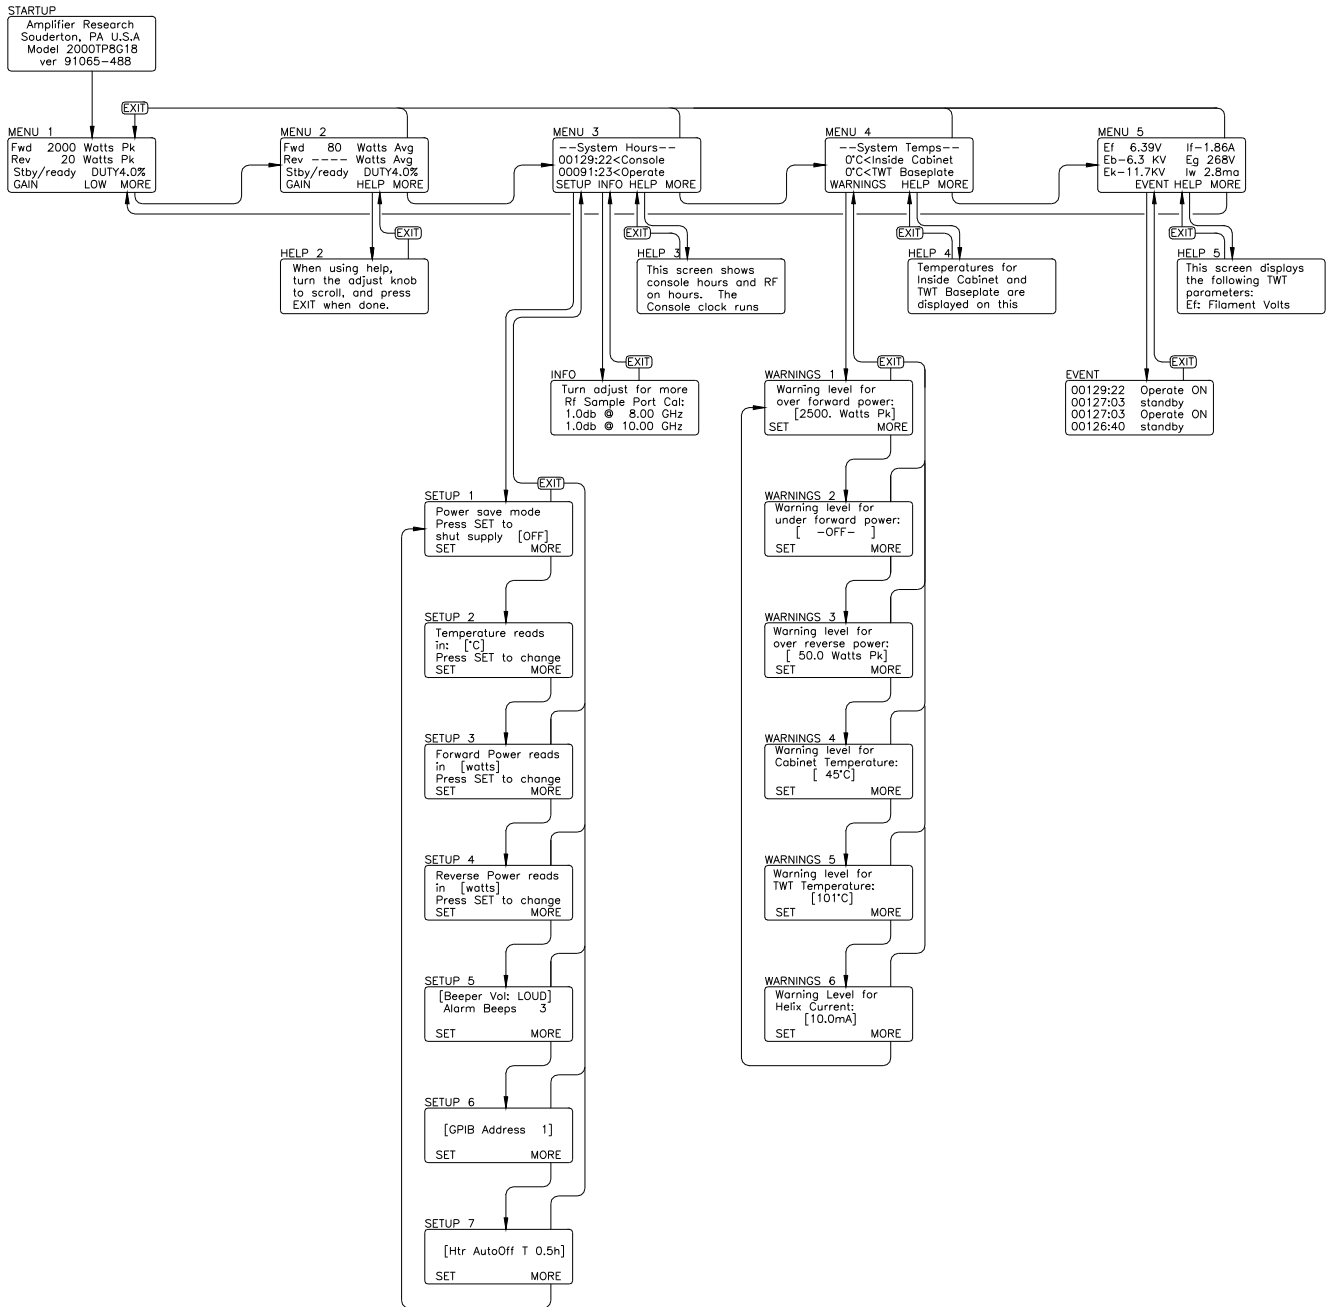 STARTUP
Amplifier Research
Souderton, PA U.S.A
Model 2000TP8G18
ver 91065-488
EXIT
MENU 1
Fwd 2000 Watts Pk
Rev 20 Watts Pk
Stby/ready DUTY4.0%
GAIN LOW MORE
MENU 2
Fwd 80 Watts Avg
Rev ---- Watts Avg
Stby/ready DUTY4.0%
GAIN HELP MORE
MENU 3
--System Hours--
00129:22<Console
00091:23<Operate
SETUP INFO HELP MORE
MENU 4
--System Temps--
0°C<Inside Cabinet
0°C<TWT Baseplate
WARNINGS HELP MORE
MENU 5
Ef 6.39V If-1.86A
Eb-6.3 KV Eg 268V
Ek-11.7KV Iw 2.8ma
EVENT HELP MORE
EXIT
EXIT
EXIT
EXIT
HELP 2
When using help,
turn the adjust knob
to scroll, and press
EXIT when done.
HELP 3
This screen shows
console hours and RF
on hours. The
Console clock runs
HELP 4
Temperatures for
Inside Cabinet and
TWT Baseplate are
displayed on this
HELP 5
This screen displays
the following TWT
parameters:
Ef: Filament Volts
EXIT
EXIT
EXIT
INFO
Turn adjust for more
Rf Sample Port Cal:
1.0db @ 8.00 GHz
1.0db @ 10.00 GHz
WARNINGS 1
Warning level for
over forward power:
[2500. Watts Pk]
SET MORE
EVENT
00129:22 Operate ON
00127:03 standby
00127:03 Operate ON
00126:40 standby
EXIT
SETUP 1
Power save mode
Press SET to
shut supply [OFF]
SET MORE
WARNINGS 2
Warning level for
under forward power:
[ -OFF- ]
SET MORE
SETUP 2
Temperature reads
in: [°C]
Press SET to change
SET MORE
WARNINGS 3
Warning level for
over reverse power:
[ 50.0 Watts Pk]
SET MORE
SETUP 3
Forward Power reads
in [watts]
Press SET to change
SET MORE
WARNINGS 4
Warning level for
Cabinet Temperature:
[ 45°C]
SET MORE
SETUP 4
Reverse Power reads
in [watts]
Press SET to change
SET MORE
WARNINGS 5
Warning level for
TWT Temperature:
[101°C]
SET MORE
SETUP 5
[Beeper Vol: LOUD]
Alarm Beeps 3
SET MORE
WARNINGS 6
Warning Level for
Helix Current:
[10.0mA]
SET MORE
SETUP 6
[GPIB Address 1]
SET MORE
SETUP 7
[Htr AutoOff T 0.5h]
SET MORE